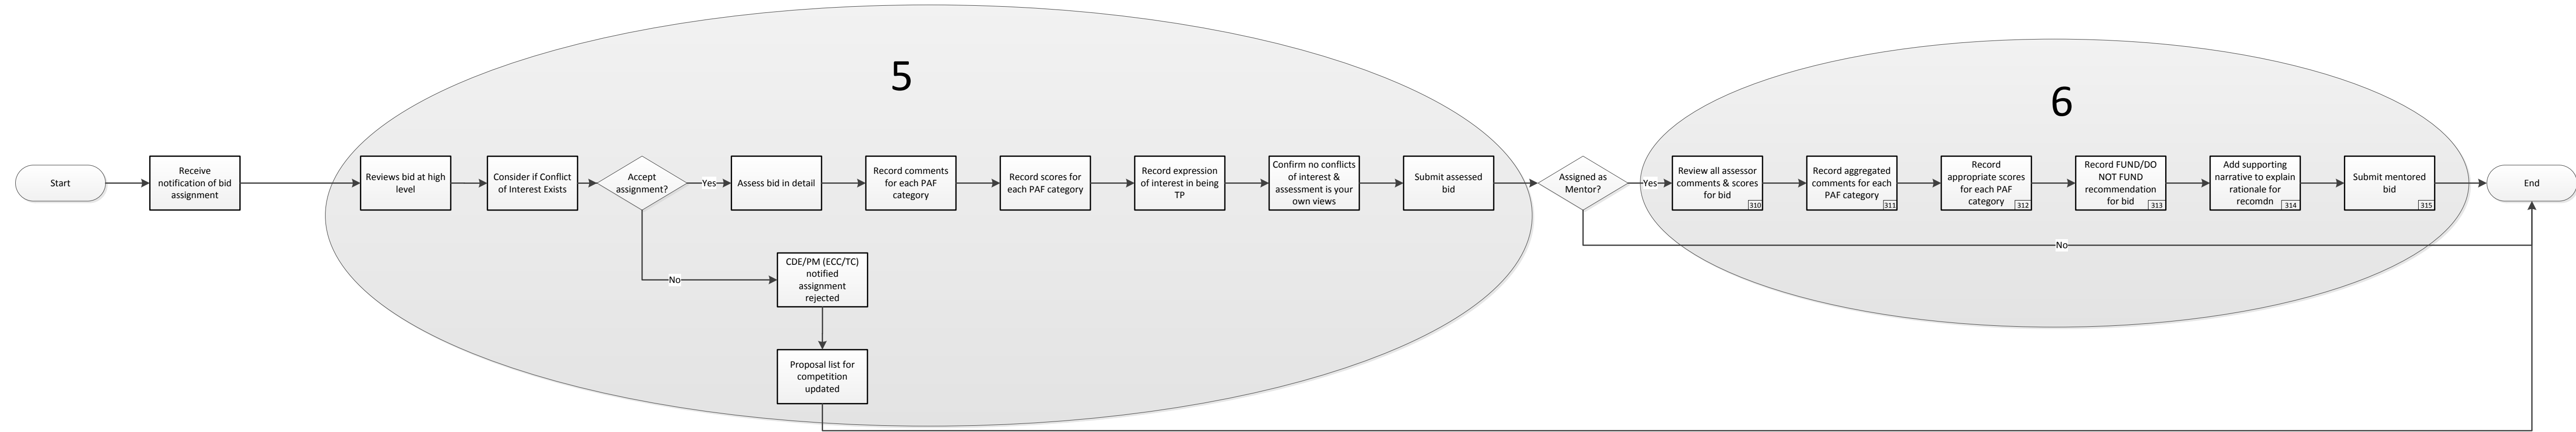 5
6
Start
Receive
notification of bid
assignment
Reviews bid at high
level
Consider if Conflict
of Interest Exists
Accept
assignment?
Yes
Assess bid in detail
Record comments
for each PAF
category
Record scores for
each PAF category
Record expression
of interest in being
TP
Confirm no conflicts
of interest &
assessment is your
own views
Submit assessed
bid
Assigned as
Mentor?
Yes
Review all assessor
comments & scores
for bid
310
Record aggregated
comments for each
PAF category
311
Record
appropriate scores
for each PAF
category
312
Record FUND/DO
NOT FUND
recommendation
for bid
313
Add supporting
narrative to explain
rationale for
recomdn
314
Submit mentored
bid
315
End
No
No
CDE/PM (ECC/TC)
notified
assignment
rejected
Proposal list for
competition
updated